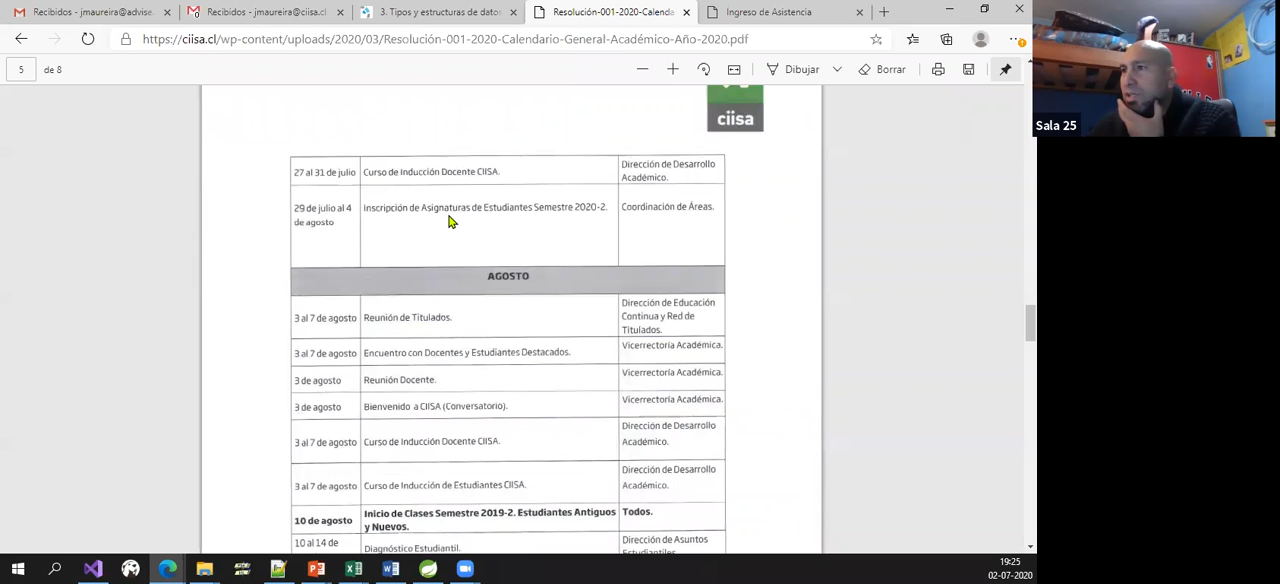 Recibidos - jmaureira@advise. × Recibidos - jmaureira@ciisa.c × 3. Tipos y estructuras de dato × Resolución-001-2020-Calenda × Ingreso de Asistencia ×
https://ciisa.cl/wp-content/uploads/2020/03/Resolución-001-2020-Calendario-General-Académico-Año-2020.pdf
5 de 8 Dibujar Borrar
Sala 25
ciisa
27 al 31 de julio Curso de Inducción Docente CIISA. Dirección de Desarrollo
Académico.
29 de julio al 4 Inscripción de Asignaturas de Estudiantes Semestre 2020-2. Coordinación de Áreas.
de agosto
AGOSTO
Dirección de Educación
3 al 7 de agosto Reunión de Titulados. Continua y Red de
Titulados.
3 al 7 de agosto Encuentro con Docentes y Estudiantes Destacados. Vicerrectoría Académica.
3 de agosto Reunión Docente. Vicerrectoría Académica.
3 de agosto Bienvenido a CIISA (Conversatorio). Vicerrectoría Académica.
3 al 7 de agosto Curso de Inducción Docente CIISA. Dirección de Desarrollo
Académico.
3 al 7 de agosto Curso de Inducción de Estudiantes CIISA. Dirección de Desarrollo
Académico.
10 de agosto Inicio de Clases Semestre 2019-2. Estudiantes Antiguos Todos.
y Nuevos.
10 al 14 de Diagnóstico Estudiantil. Dirección de Asuntos
Estudiantiles
19:25
02-07-2020